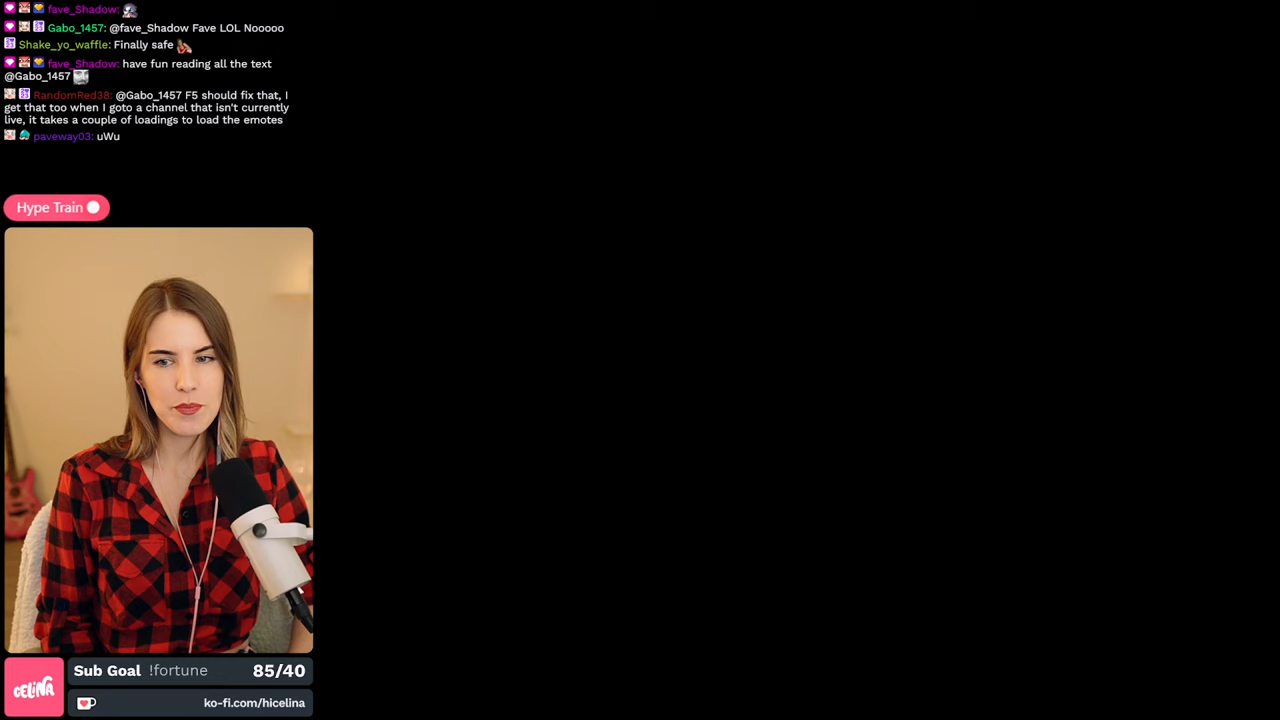 fave_Shadow:
Gabo_1457: @fave_Shadow Fave LOL Nooooo
Shake_yo_waffle: Finally safe
fave_Shadow: have fun reading all the text
@Gabo_1457
RandomRed38: @Gabo_1457 F5 should fix that, I
get that too when I goto a channel that isn't currently
live, it takes a couple of loadings to load the emotes
paveway03: uWu
Hype Train
CELINA
Sub Goal !fortune 85/40
ko-fi.com/hicelina